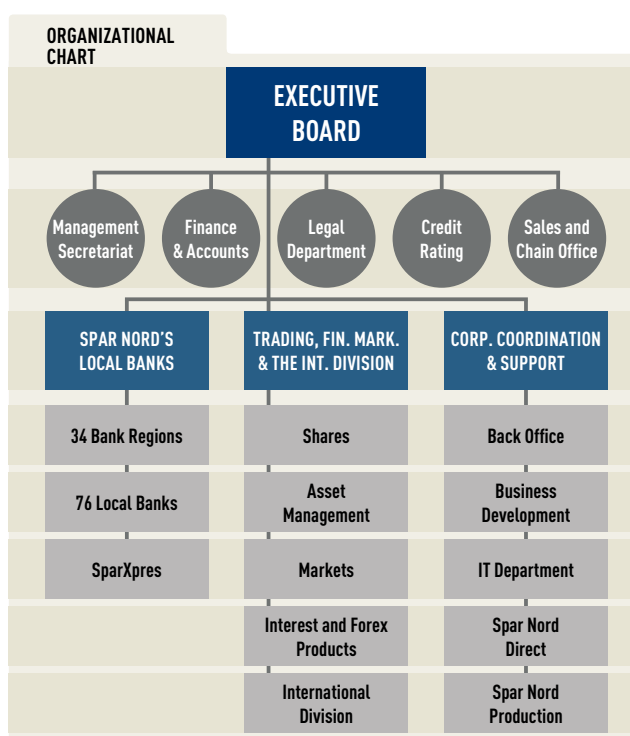 ORGANIZATIONAL
CHART
EXECUTIVE
BOARD
Management
Secretariat
Finance
& Accounts
Legal
Department
Credit
Rating
Sales and
Chain Office
SPAR NORD'S
LOCAL BANKS
TRADING, FIN. MARK.
& THE INT. DIVISION
CORP. COORDINATION
& SUPPORT
34 Bank Regions
Shares
Back Office
76 Local Banks
Asset
Management
Business
Development
SparXpres
Markets
IT Department
Interest and Forex
Products
Spar Nord
Direct
International
Division
Spar Nord
Production